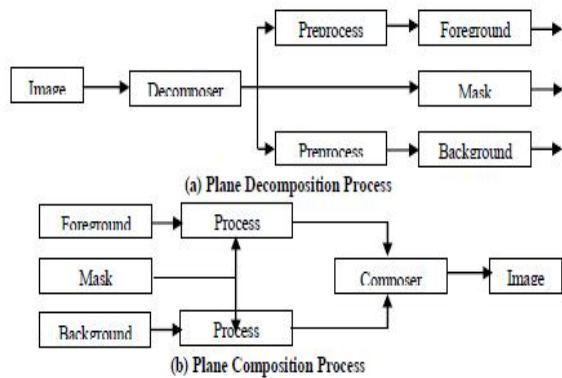 Preprocess Foreground
Image Decomposer Mask
Preprocess Background
(a) Plane Decomposition Process
Foreground Process
Mask Composer Image
Background Process
(b) Plane Composition Process